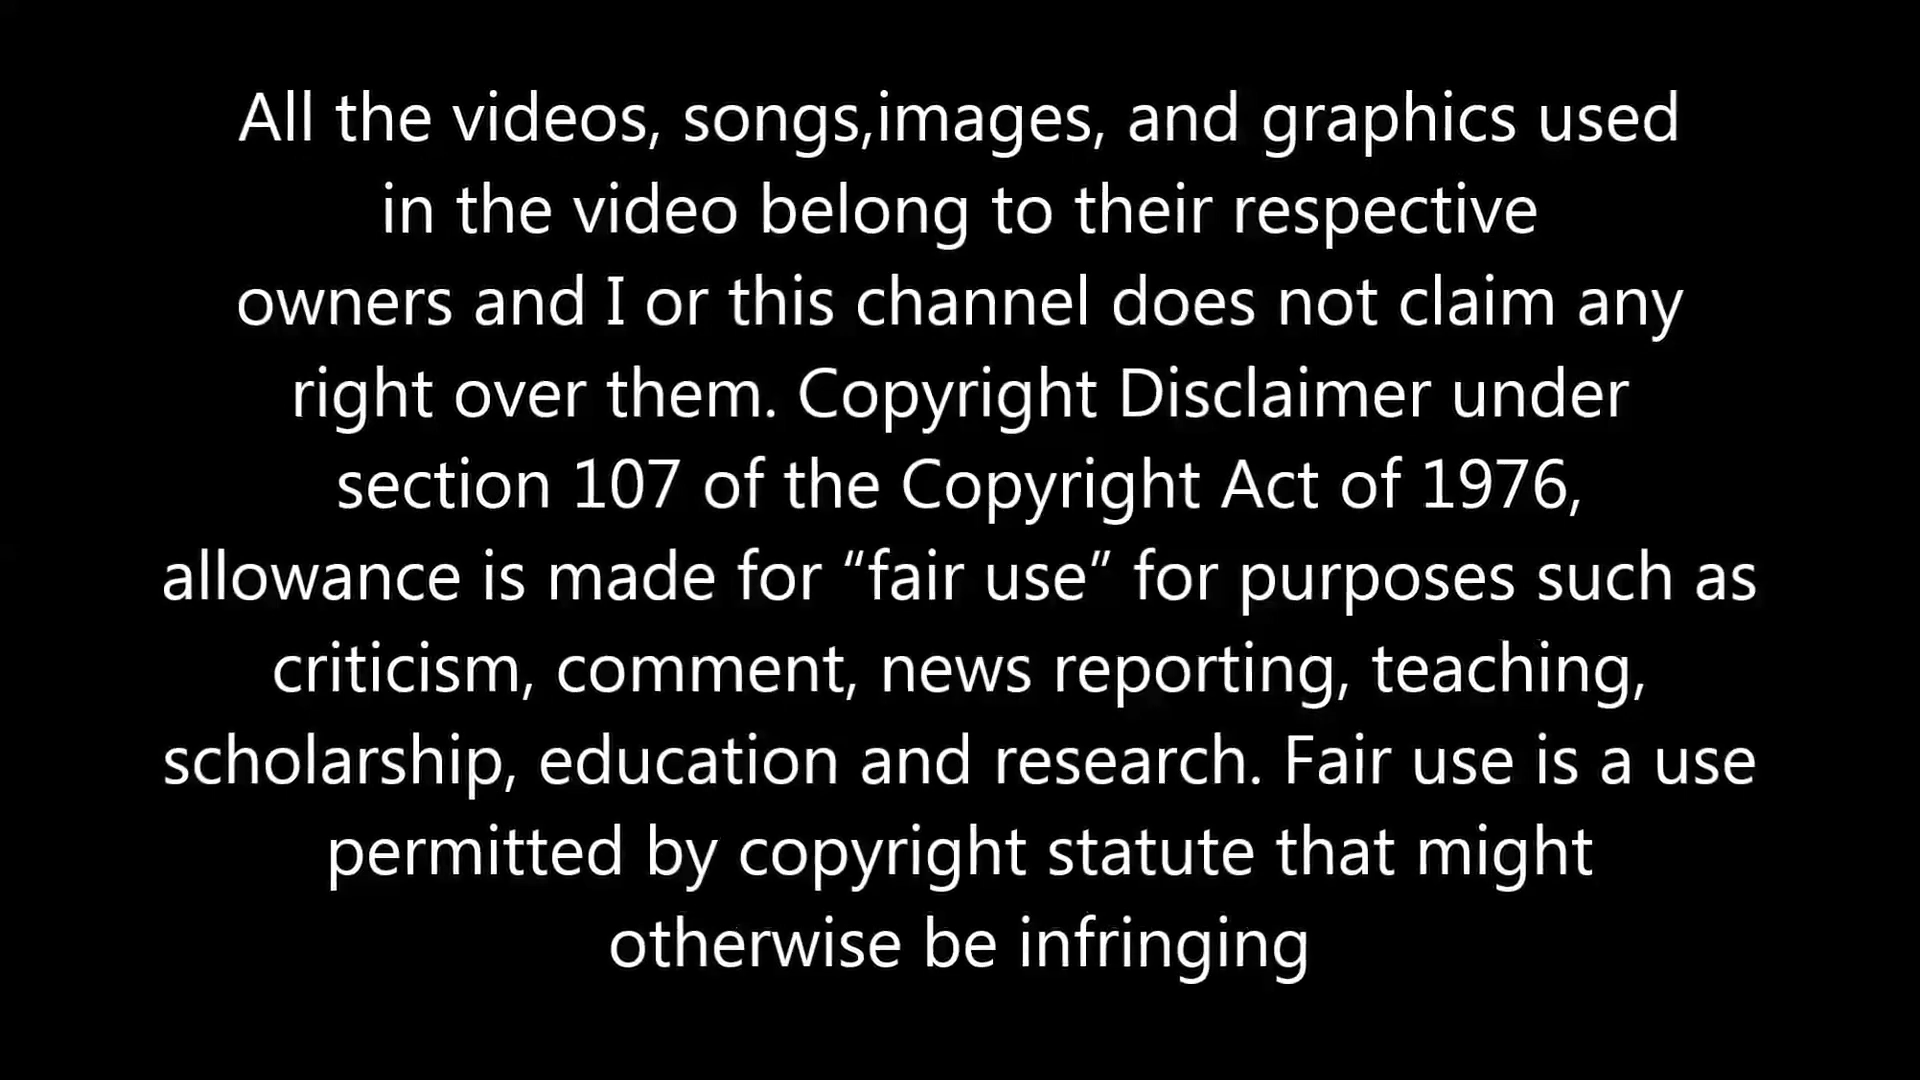 All the videos, songs,images, and graphics used
in the video belong to their respective
owners and I or this channel does not claim any
right over them. Copyright Disclaimer under
section 107 of the Copyright Act of 1976,
allowance is made for “fair use” for purposes such as
criticism, comment, news reporting, teaching,
scholarship, education and research. Fair use is a use
permitted by copyright statute that might
otherwise be infringing